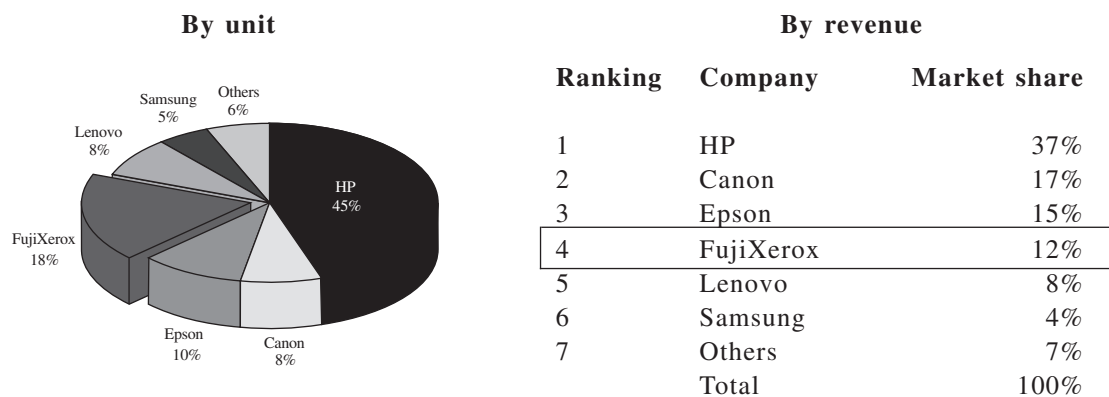 By unit
Others
6%
Samsung
5%
Lenovo
8%
HP
45%
FujiXerox
18%
Epson
10%
Canon
8%
By revenue
Ranking Company Market share
1 HP 37%
2 Canon 17%
3 Epson 15%
4 FujiXerox 12%
5 Lenovo 8%
6 Samsung 4%
7 Others 7%
Total 100%